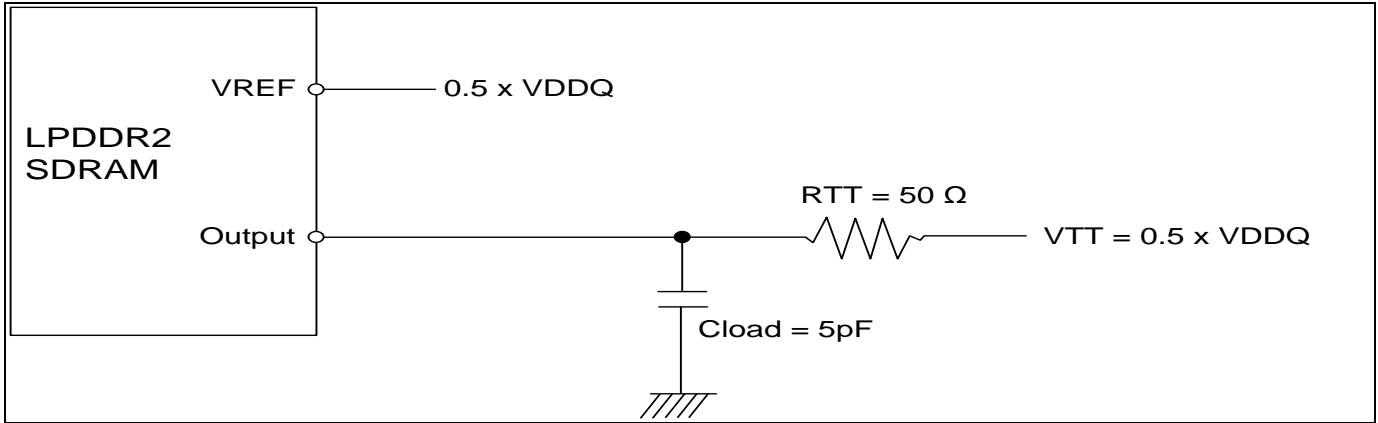 VREF
0.5 x VDDQ
LPDDR2
SDRAM
RTT = 50 Ω
Output
VTT = 0.5 x VDDQ
Cload = 5pF